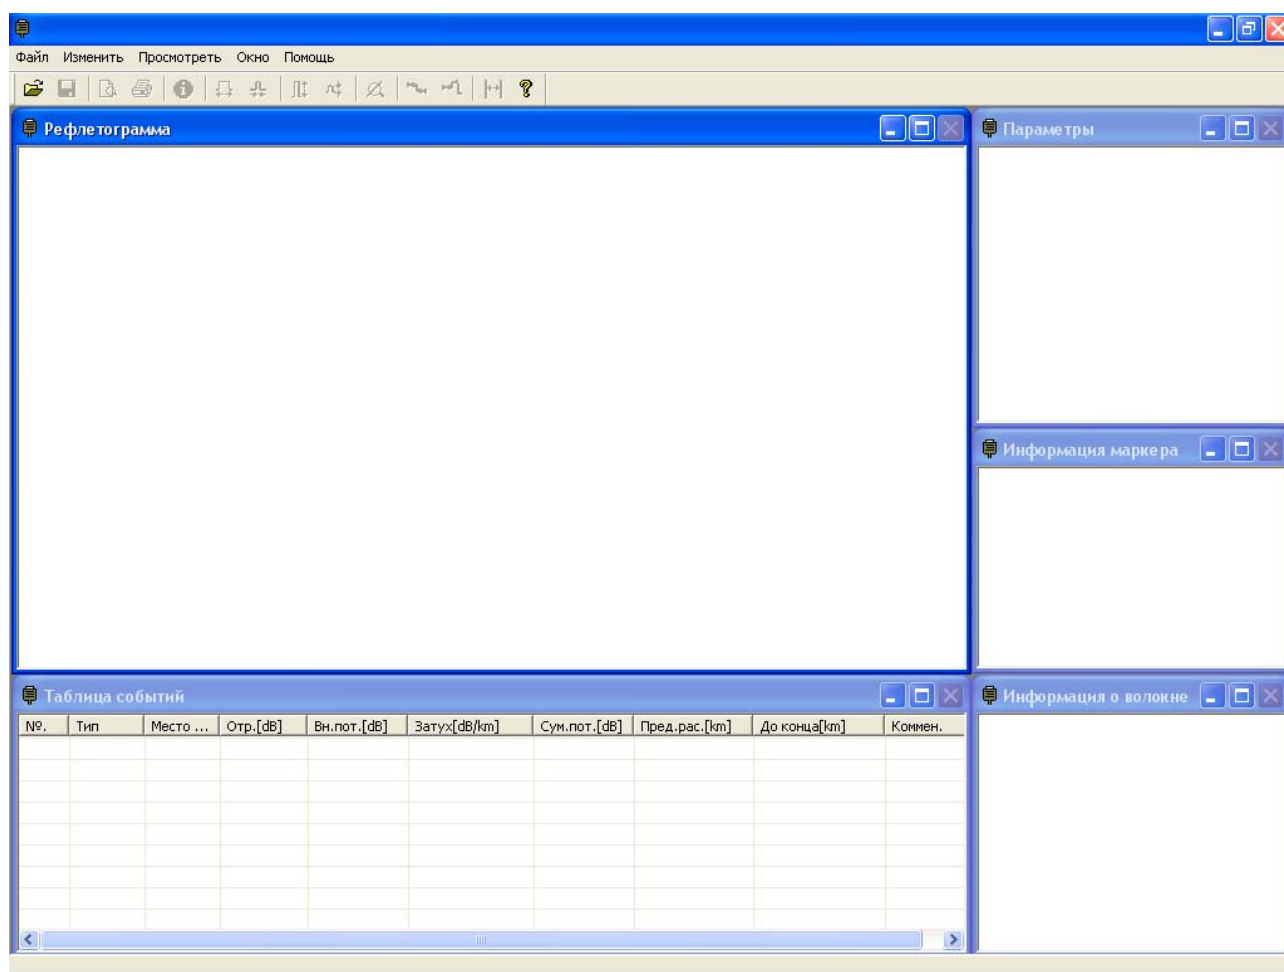 Файл Изменить Просмотреть Окно Помощь
Рефлетограмма
Параметры
Информация маркера
Таблица событий
№. Тип Место ... Отр.[dB] Вн.пот.[dB] Затух[dB/km] Сум.пот.[dB] Пред.рас.[km] До конца[km] Коммен.
Информация о волокне